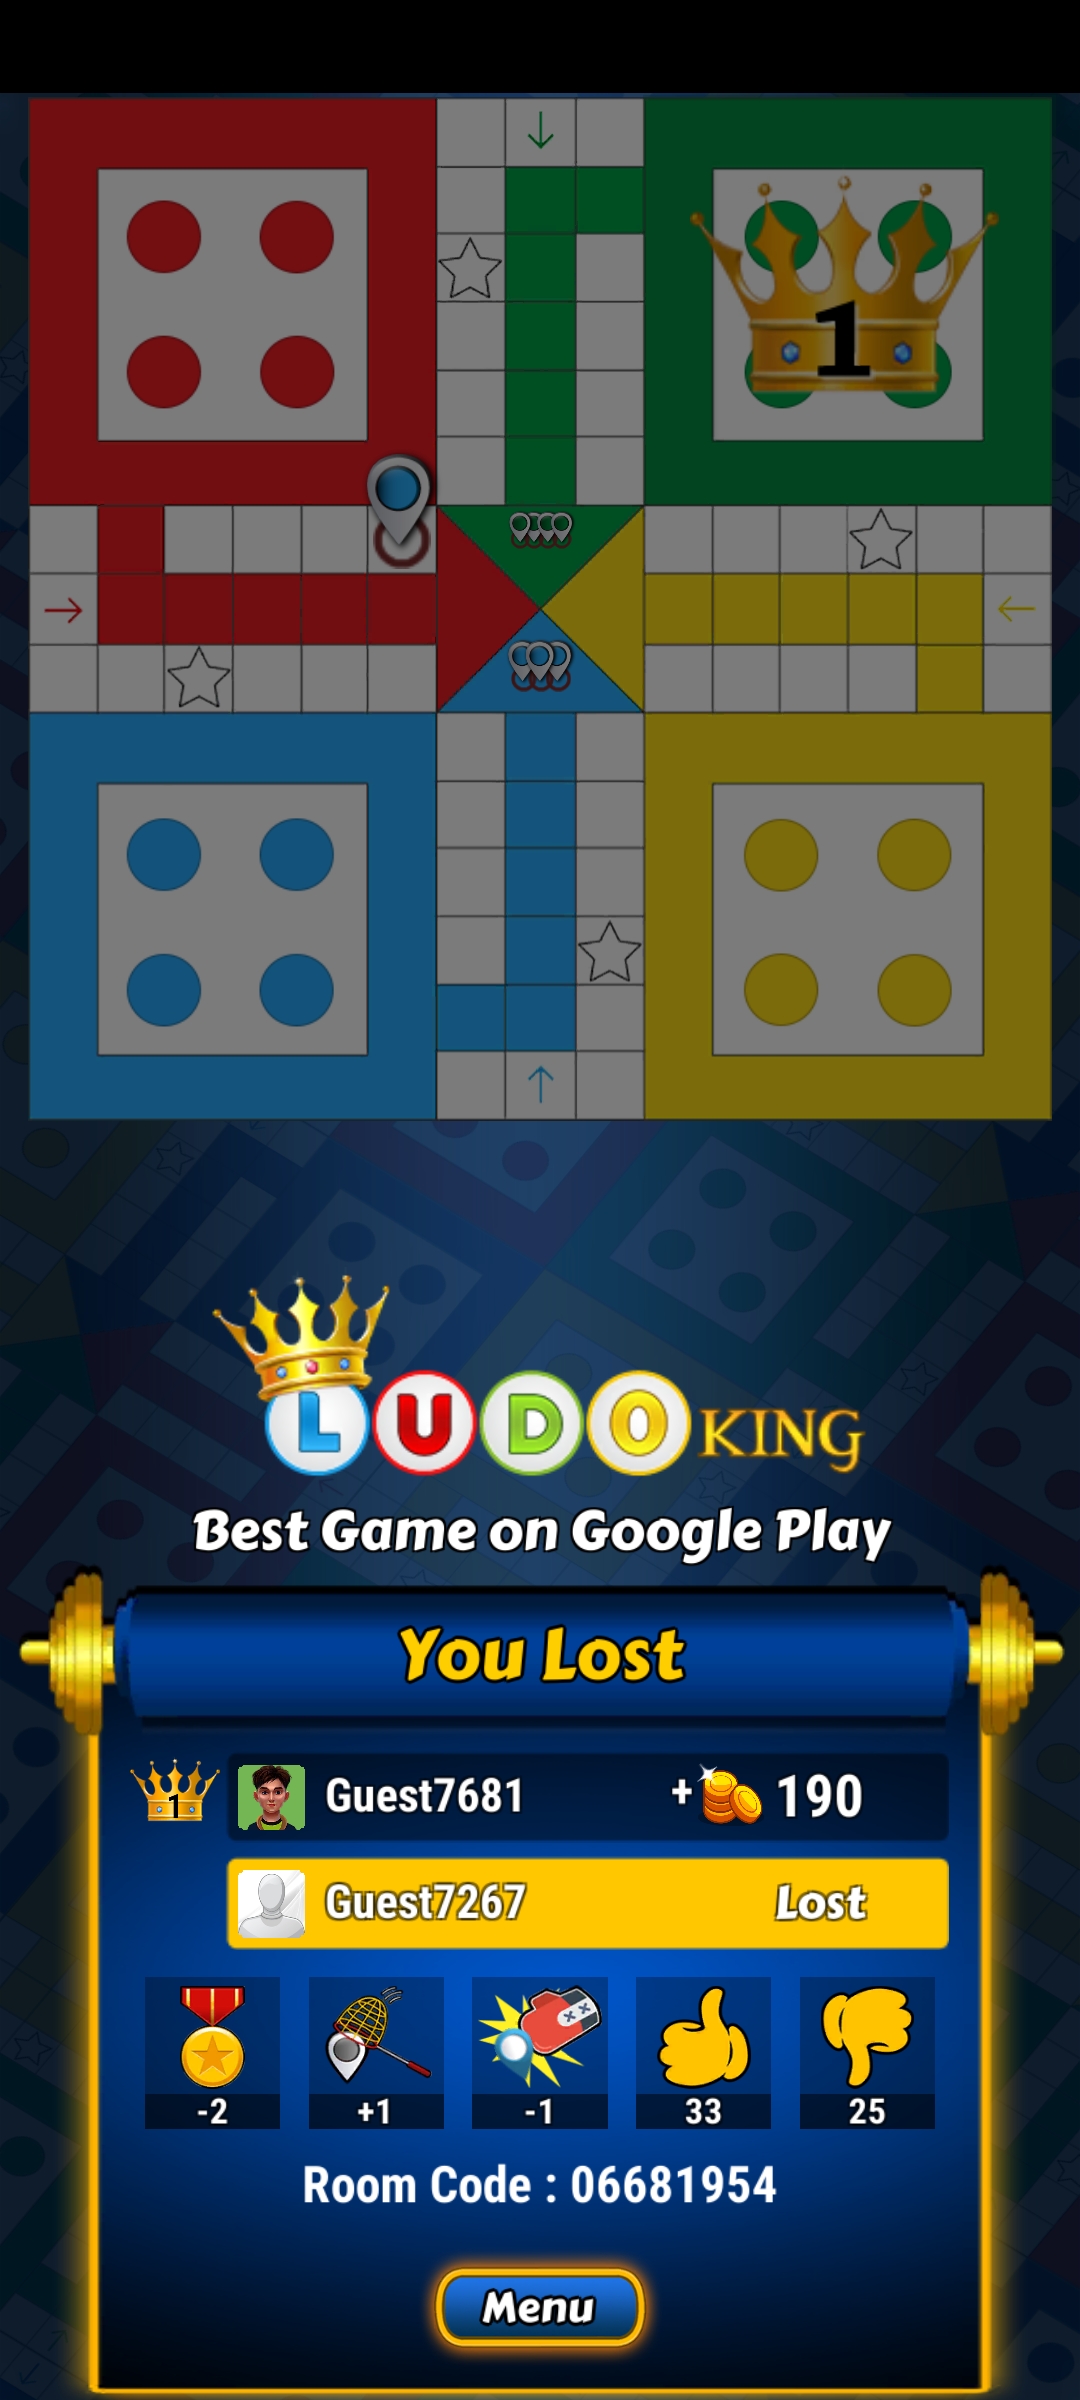 1
LUDO KING
Best Game on Google Play
You Lost
1 Guest7681 + 190
Guest7267 Lost
-2 +1 -1 33 25
Room Code : 06681954
Menu